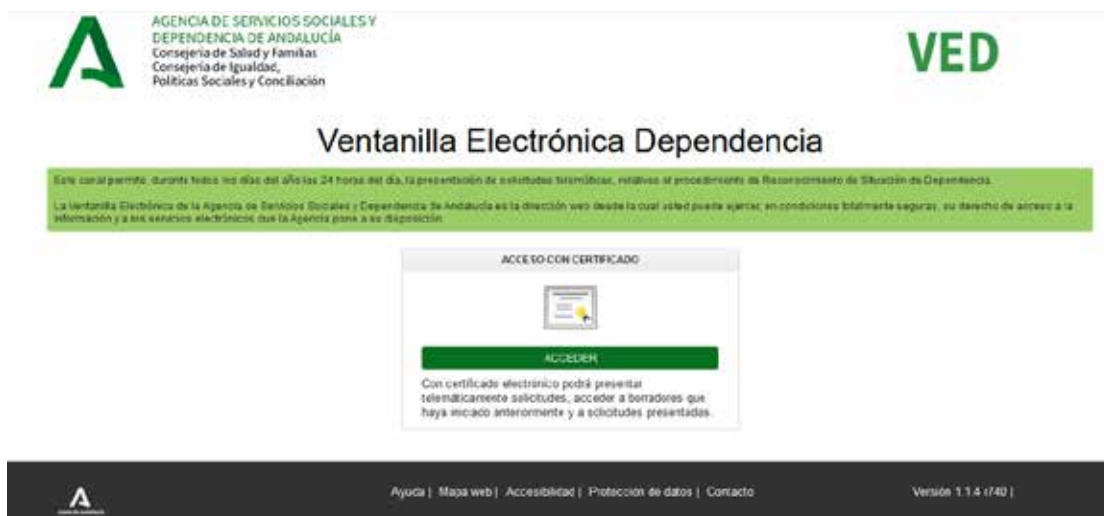 AGENCIA DE SERVICIOS SOCIALES Y
DEPENDENCIA DE ANDALUCÍA
Consejería de Salud y Familias
Consejería de Igualdad,
Políticas Sociales y Conciliación
VED
Ventanilla Electrónica Dependencia
Este canal permite, durante todos los días del año las 24 horas del día, la presentación de solicitudes telemáticas, relativas al procedimiento de Reconocimiento de Situación de Dependencia.
La Ventanilla Electrónica de la Agencia de Servicios Sociales y Dependencia de Andalucía es la dirección web desde la cual usted puede ejercer, en condiciones totalmente seguras, su derecho de acceso a la
información y a los servicios electrónicos que la Agencia pone a su disposición.
ACCESO CON CERTIFICADO
ACCEDER
Con certificado electrónico podrá presentar
telemáticamente solicitudes, acceder a borradores que
haya iniciado anteriormente y a solicitudes presentadas.
Ayuda | Mapa web | Accesibilidad | Protección de datos | Contacto
Versión 1.1.4 r740 |